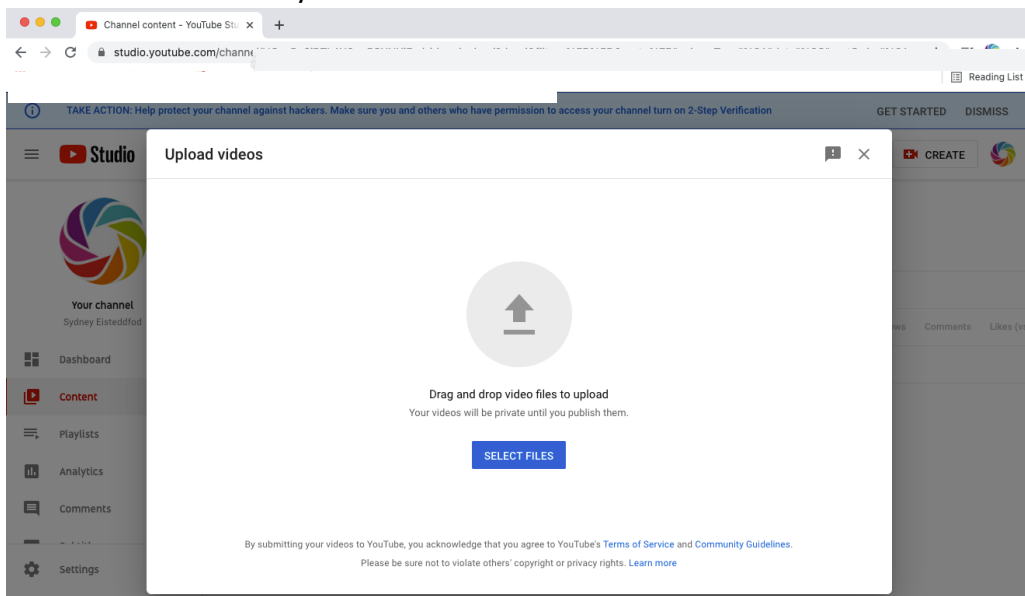 Channel content - YouTube Stu
studio.youtube.com/channe
Reading List
TAKE ACTION: Help protect your channel against hackers. Make sure you and others who have permission to access your channel turn on 2-Step Verification GET STARTED DISMISS
Studio
Upload videos
CREATE
Your channel
Sydney Eisteddfod
Comments Likes (v
Dashboard
Content
Playlists
Analytics
Comments
Settings
Drag and drop video files to upload
Your videos will be private until you publish them.
SELECT FILES
By submitting your videos to YouTube, you acknowledge that you agree to YouTube's Terms of Service and Community Guidelines.
Please be sure not to violate others' copyright or privacy rights. Learn more